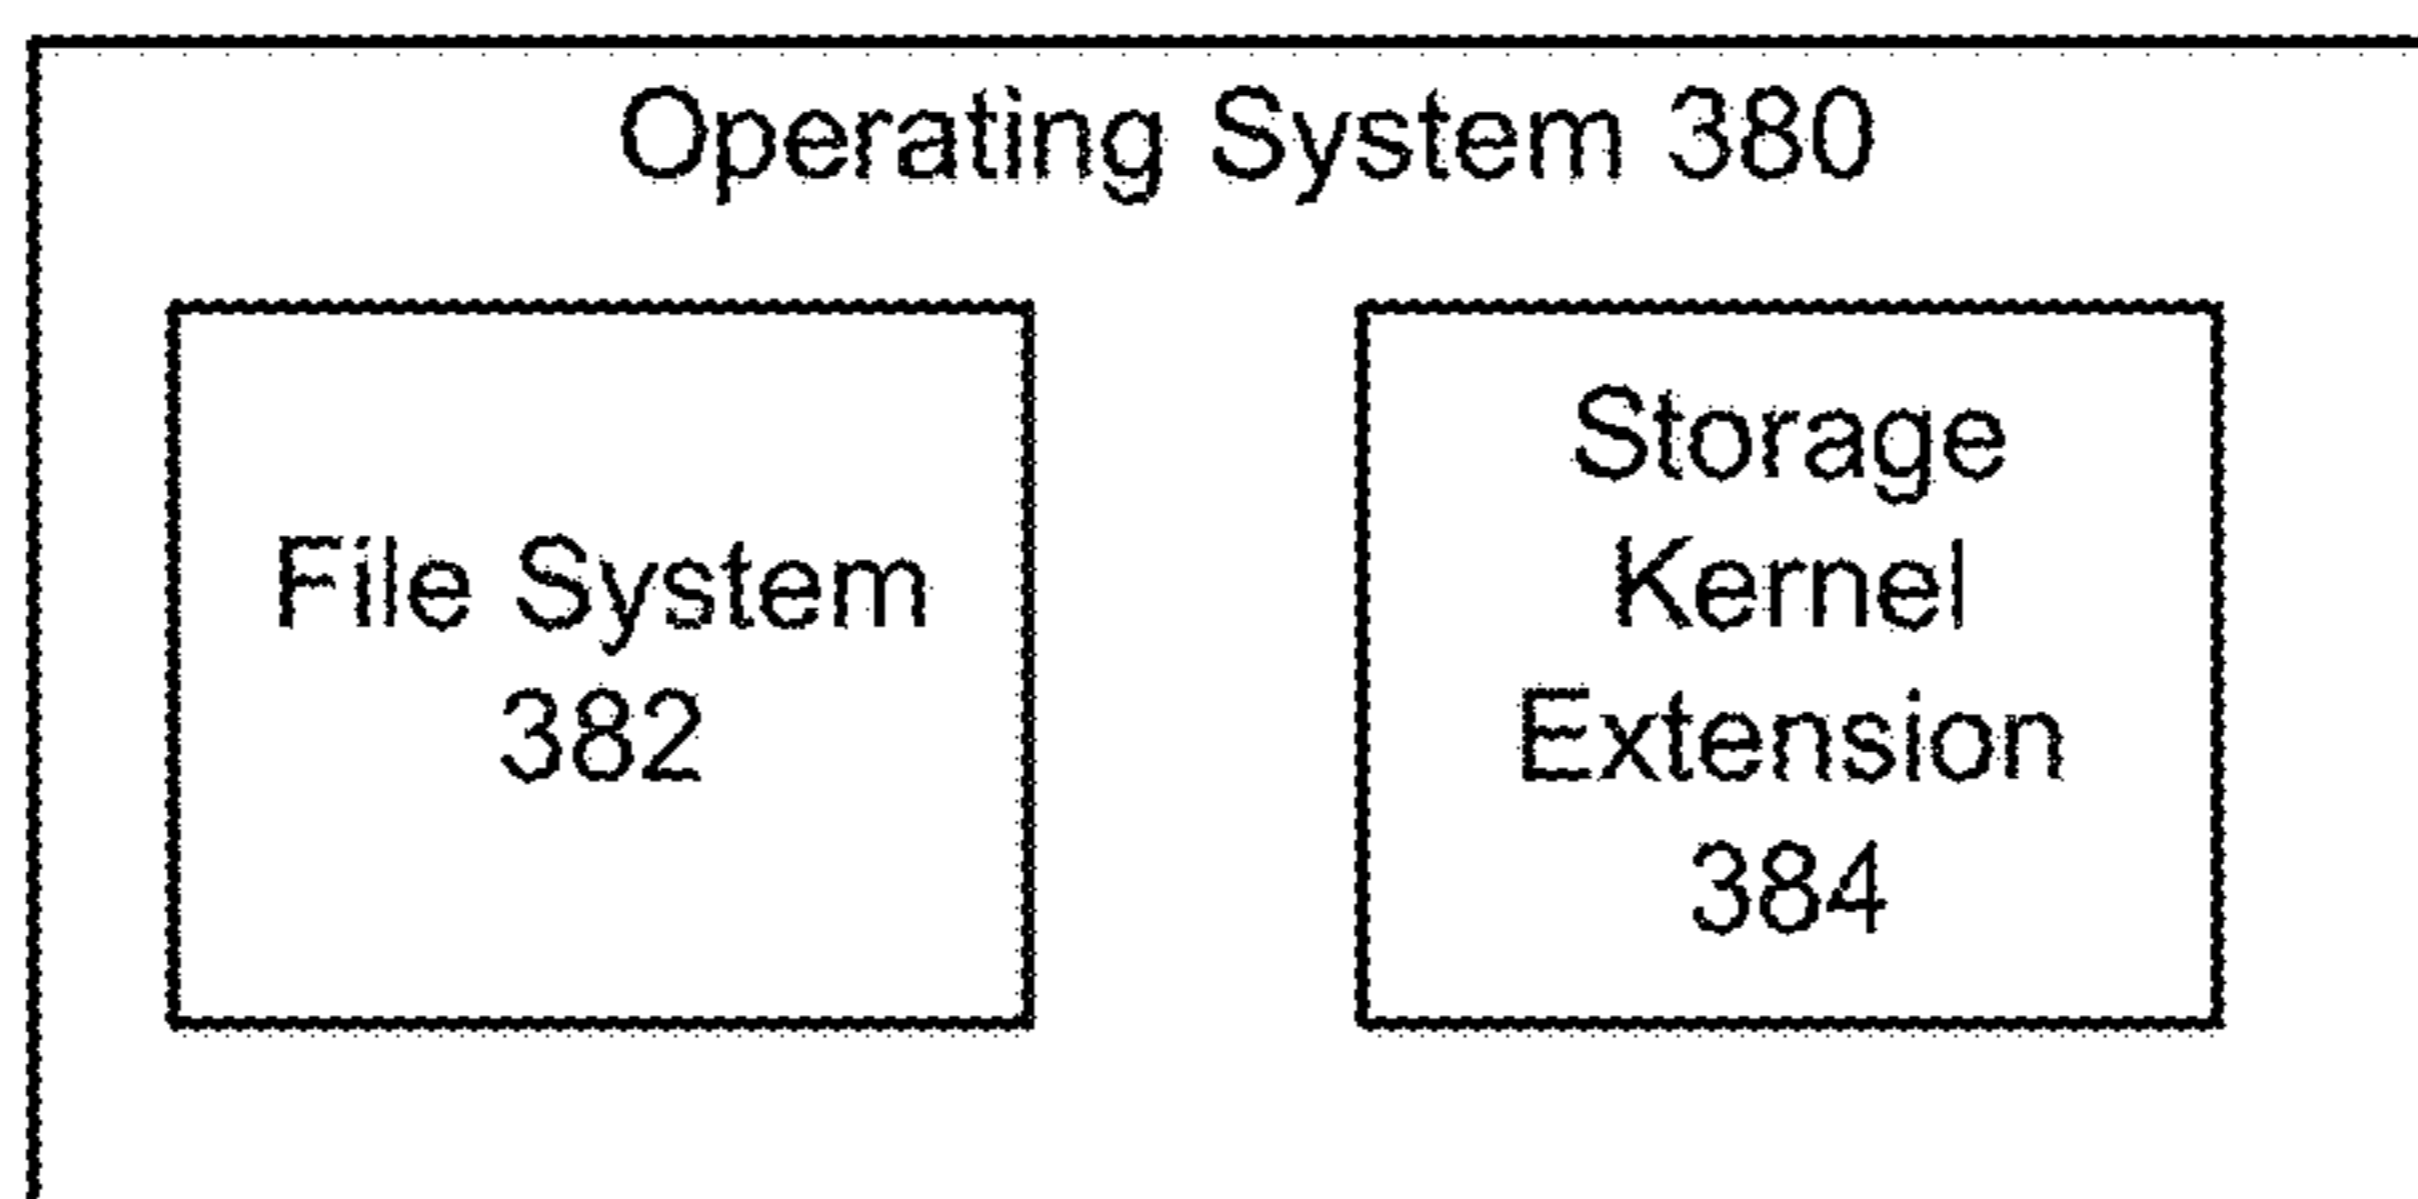 Operating System 380
File System
382
Storage
Kernel
Extension
384